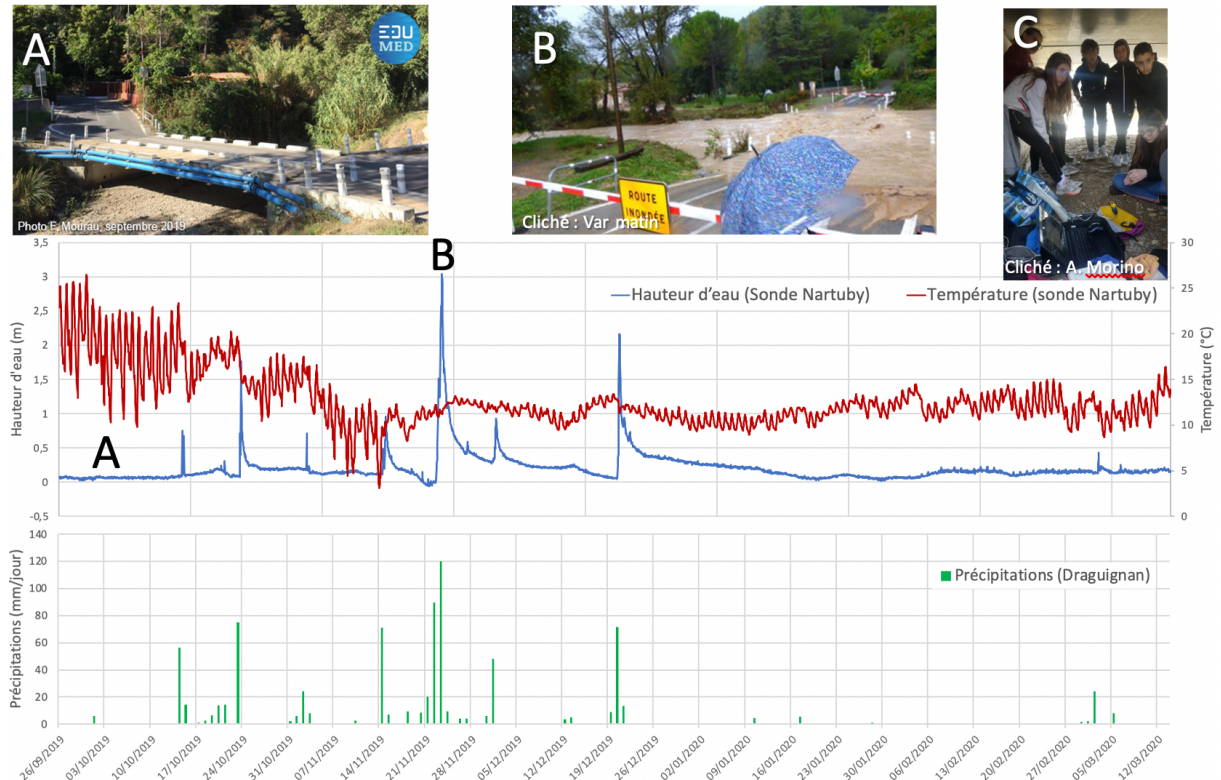 A
EDU
MED
Photo E. Mourau, septembre 2019
B
ROUTE
INONDÉE
Cliché : Var matin
C
Cliché : A. Morino
3,5
3
2,5
2
1,5
1
0,5
0
-0,5
Hauteur d'eau (m)
A
B
Hauteur d'eau (Sonde Nartuby)
Température (sonde Nartuby)
30
25
20
15
10
5
0
Température (°C)
140
120
100
80
60
40
20
0
Précipitations (mm/jour)
Précipitations (Draguignan)
26/09/2019
03/10/2019
10/10/2019
17/10/2019
24/10/2019
31/10/2019
07/11/2019
14/11/2019
21/11/2019
28/11/2019
05/12/2019
12/12/2019
19/12/2019
26/12/2019
02/01/2020
09/01/2020
16/01/2020
23/01/2020
30/01/2020
06/02/2020
13/02/2020
20/02/2020
27/02/2020
05/03/2020
12/03/2020